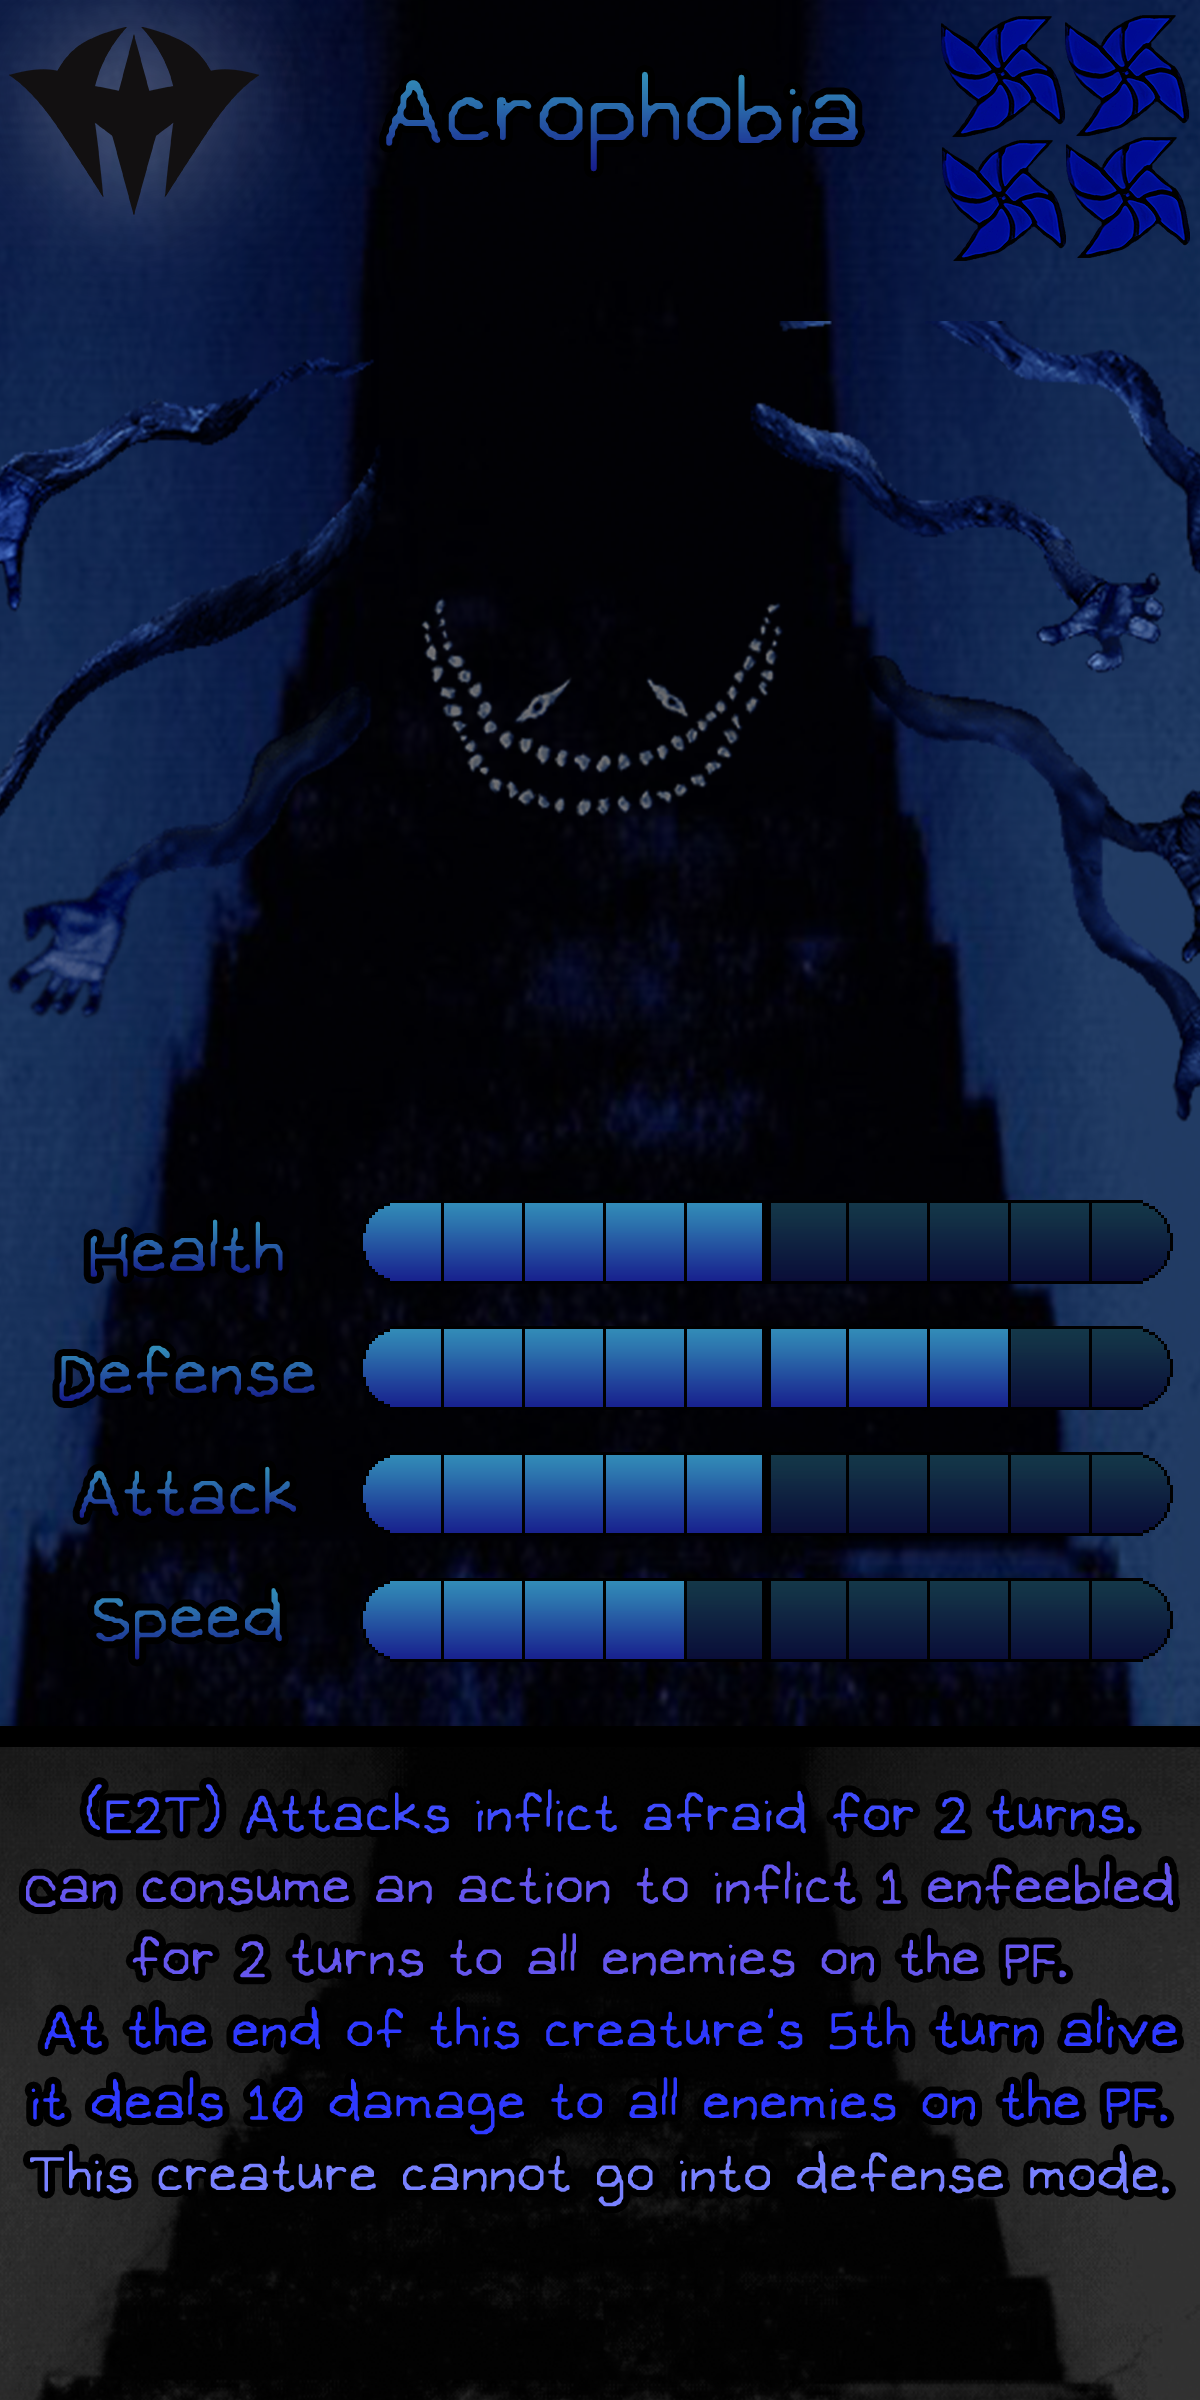 Acrophobia
Health
Defense
Attack
Speed
(E2T) Attacks inflict afraid for 2 turns.
Can consume an action to inflict 1 enfeebled
for 2 turns to all enemies on the PF.
At the end of this creature's 5th turn alive
it deals 10 damage to all enemies on the PF.
This creature cannot go into defense mode.